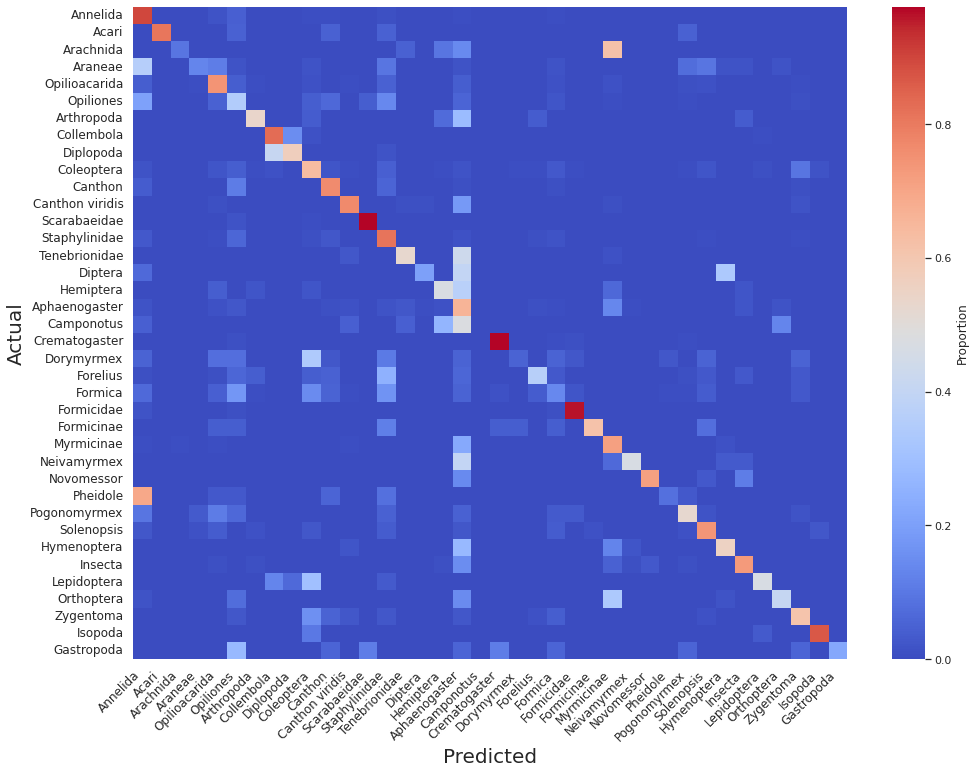 Actual
Annelida
Acari
Arachnida
Araneae
Opilioacarida
Opiliones
Arthropoda
Collembola
Diplopoda
Coleoptera
Canthon
Canthon viridis
Scarabaeidae
Staphylinidae
Tenebrionidae
Diptera
Hemiptera
Aphaenogaster
Camponotus
Crematogaster
Dorymyrmex
Forelius
Formica
Formicidae
Formicinae
Myrmicinae
Neivamyrmex
Novomessor
Pheidole
Pogonomyrmex
Solenopsis
Hymenoptera
Insecta
Lepidoptera
Orthoptera
Zygentoma
Isopoda
Gastropoda
Annelida
Acari
Arachnida
Araneae
Opilioacarida
Opiliones
Arthropoda
Collembola
Diplopoda
Coleoptera
Canthon
Canthon viridis
Scarabaeidae
Staphylinidae
Tenebrionidae
Diptera
Hemiptera
Aphaenogaster
Camponotus
Crematogaster
Dorymyrmex
Forelius
Formica
Formicidae
Formicinae
Myrmicinae
Neivamyrmex
Novomessor
Pheidole
Pogonomyrmex
Solenopsis
Hymenoptera
Insecta
Lepidoptera
Orthoptera
Zygentoma
Isopoda
Gastropoda
Predicted
0.8
0.6
0.4
0.2
0.0
Proportion